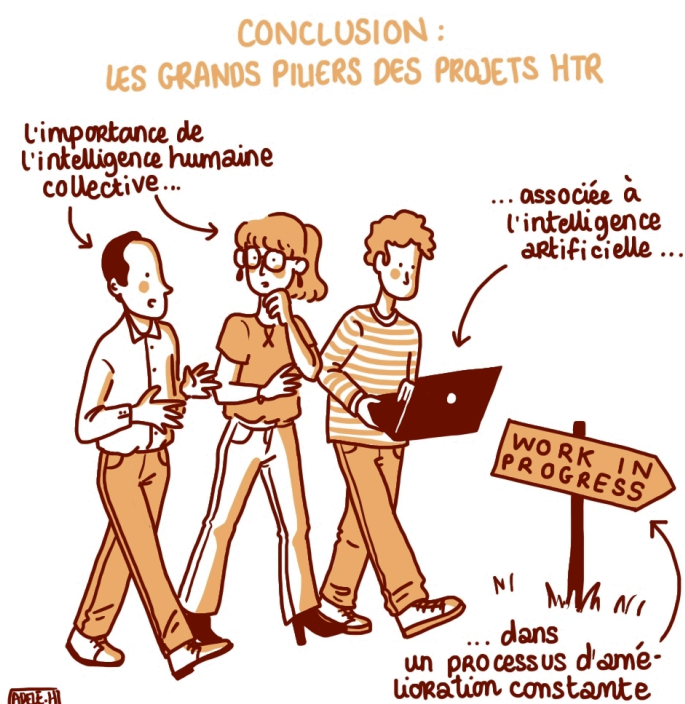 CONCLUSION :
LES GRANDS PILIERS DES PROJETS HTR
L'importance de
l'intelligence humaine
collective...
... associée à
l'intelligence
artificielle ...
WORK IN
PROGRESS
... dans
un processus d'amé-
lioration constante
ADELE.H